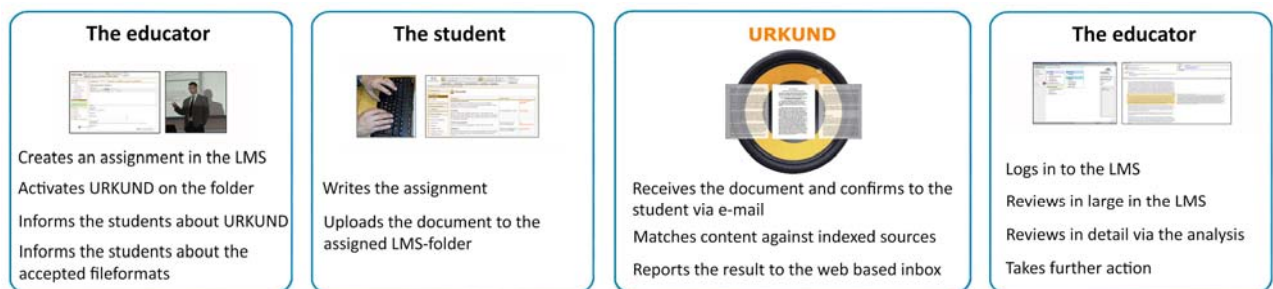 The educator
Creates an assignment in the LMS
Activates URKUND on the folder
Informs the students about URKUND
Informs the students about the
accepted fileformats
The student
Writes the assignment
Uploads the document to the
assigned LMS-folder
URKUND
Receives the document and confirms to the
student via e-mail
Matches content against indexed sources
Reports the result to the web based inbox
The educator
Logs in to the LMS
Reviews in large in the LMS
Reviews in detail via the analysis
Takes further action